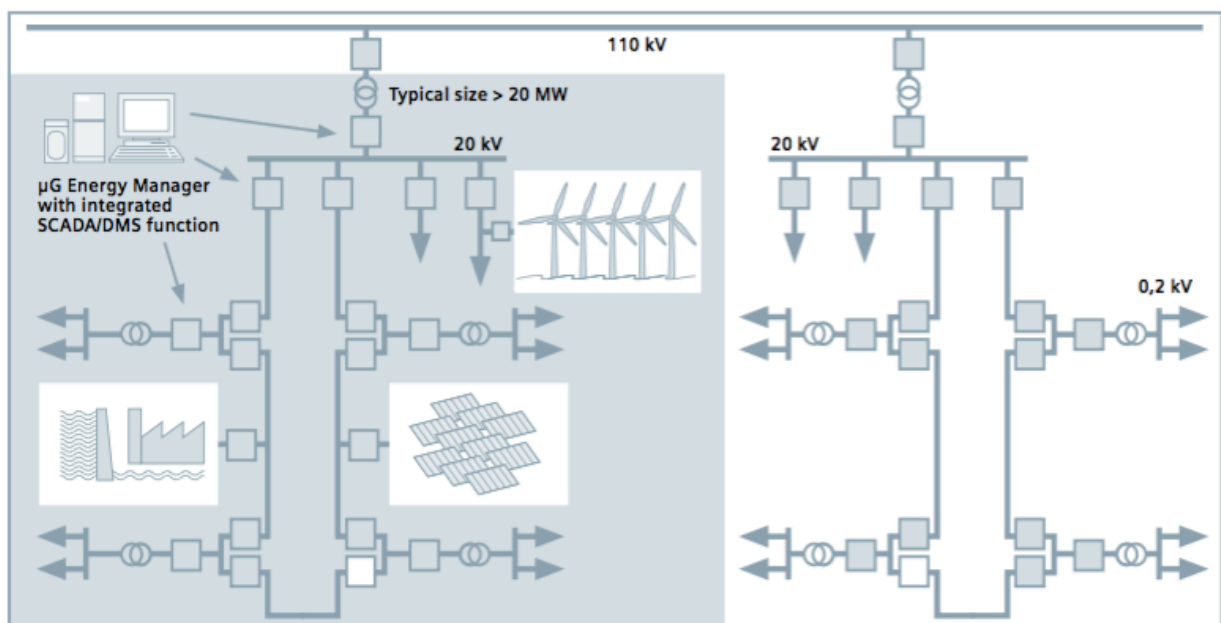 110 kV
Typical size > 20 MW
20 kV
20 kV
µG Energy Manager
with integrated
SCADA/DMS function
0,2 kV